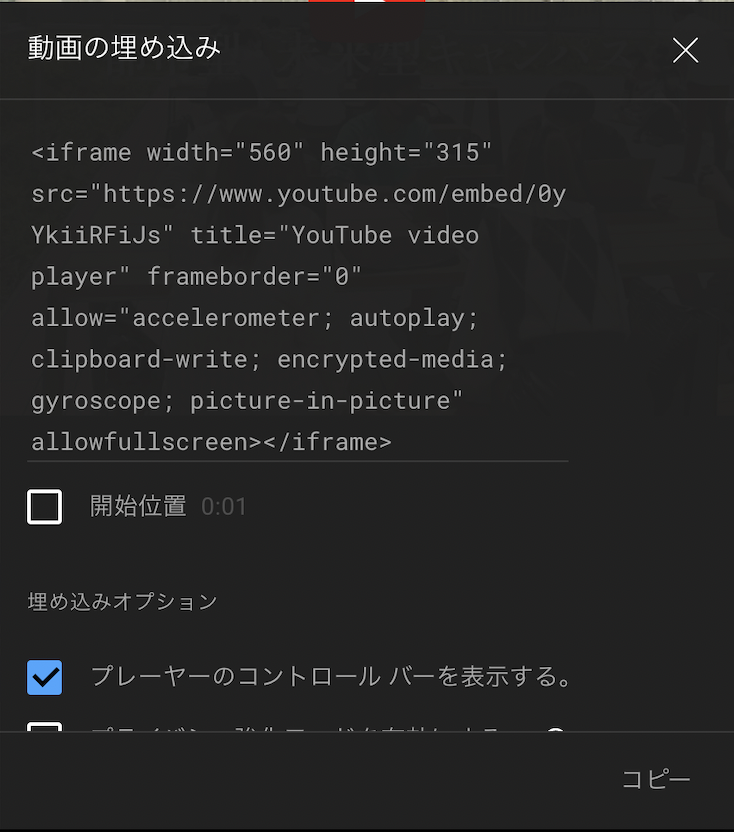 動画の埋め込み
<iframe width="560" height="315"
src="https://www.youtube.com/embed/0y
YkiiRFiJs" title="YouTube video
player" frameborder="0"
allow="accelerometer; autoplay;
clipboard-write; encrypted-media;
gyroscope; picture-in-picture"
allowfullscreen></iframe>
開始位置 0:01
埋め込みオプション
プレーヤーのコントロール バーを表示する。
コピー